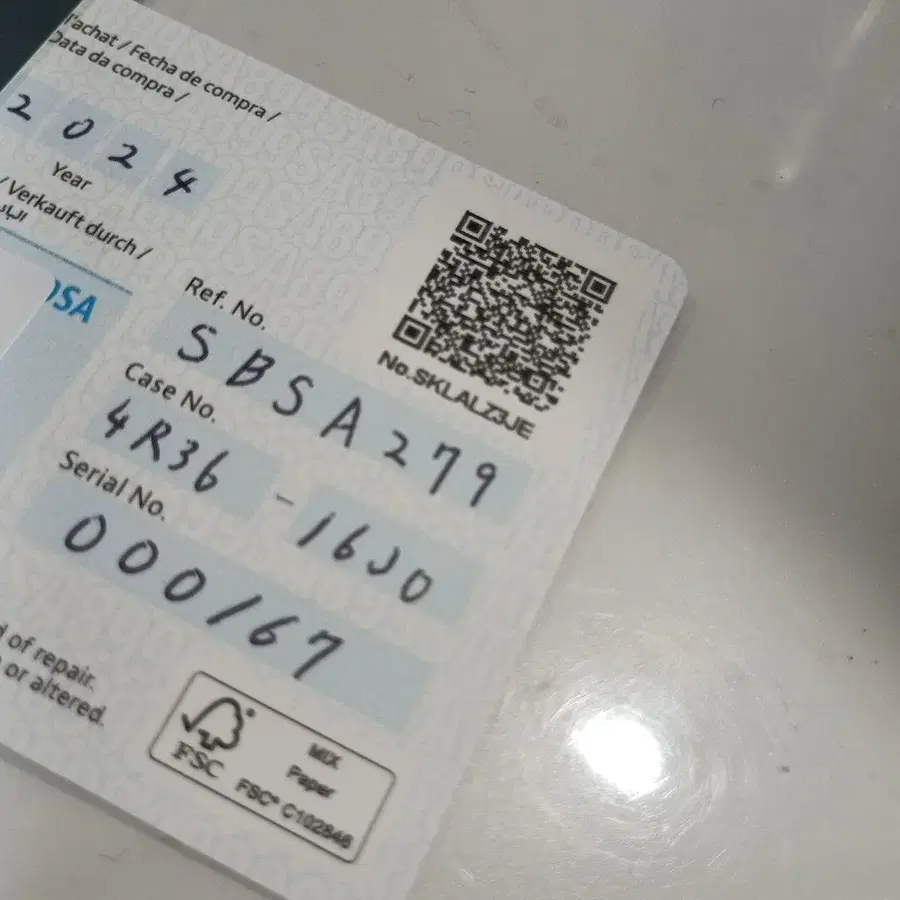 l'achat / Fecha de compra /
Data da compra /
2024
Year
/ Verkauft durch /
SA
Ref. No.
SBSA279
No.SKLALZ3JE
Case No.
4R36 - 16J0
Serial No.
000167
of repair.
or altered.
FSC
MIX
Paper
FSC® C102846